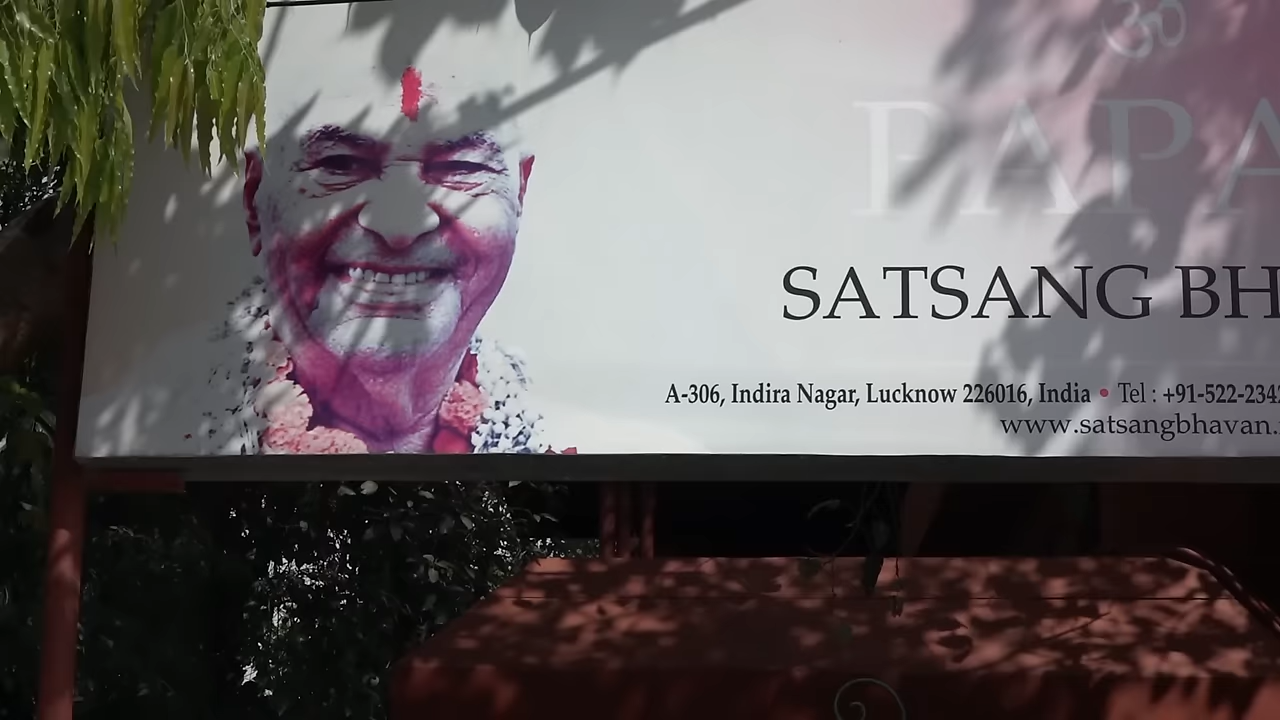 ॐ
PAPA
SATSANG BH
A-306, Indira Nagar, Lucknow 226016, India • Tel : +91-522-234
www.satsangbhavan.